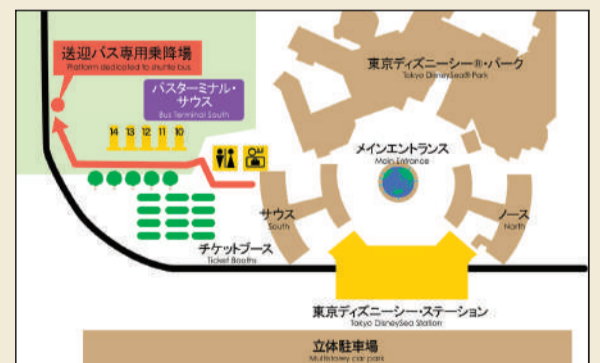 送迎バス専用乗降場
Platform dedicated to shuttle bus
東京ディズニーシー®・パーク
Tokyo DisneySea® Park
バスターミナル・
サウス
Bus Terminal South
14 13 12 11 10
メインエントランス
Main Entrance
サウス
South
ノース
North
チケットブース
Ticket Booths
東京ディズニーシー・ステーション
Tokyo DisneySea Station
立体駐車場
Multistorey car park